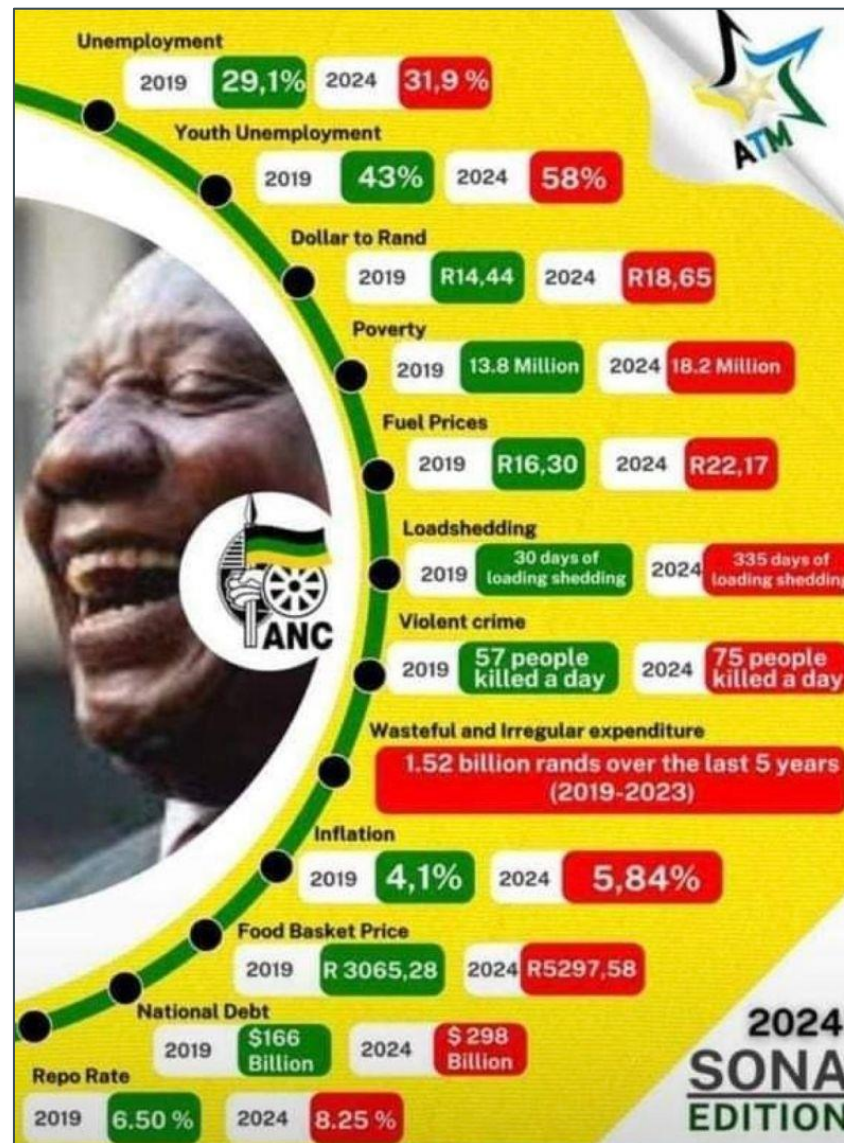 Unemployment
2019 29,1% 2024 31,9 %
ATM
Youth Unemployment
2019 43% 2024 58%
Dollar to Rand
2019 R14,44 2024 R18,65
Poverty
2019 13.8 Million 2024 18.2 Million
Fuel Prices
2019 R16,30 2024 R22,17
Loadshedding
2019 30 days of
loading shedding
2024 335 days of
loading shedding
ANC
Violent crime
2019 57 people
killed a day
2024 75 people
killed a day
Wasteful and Irregular expenditure
1.52 billion rands over the last 5 years
(2019-2023)
Inflation
2019 4,1% 2024 5,84%
Food Basket Price
2019 R 3065,28 2024 R5297,58
National Debt
2019 $166
Billion
2024 $ 298
Billion
Repo Rate
2019 6.50 % 2024 8.25 %
2024
SONA
EDITION